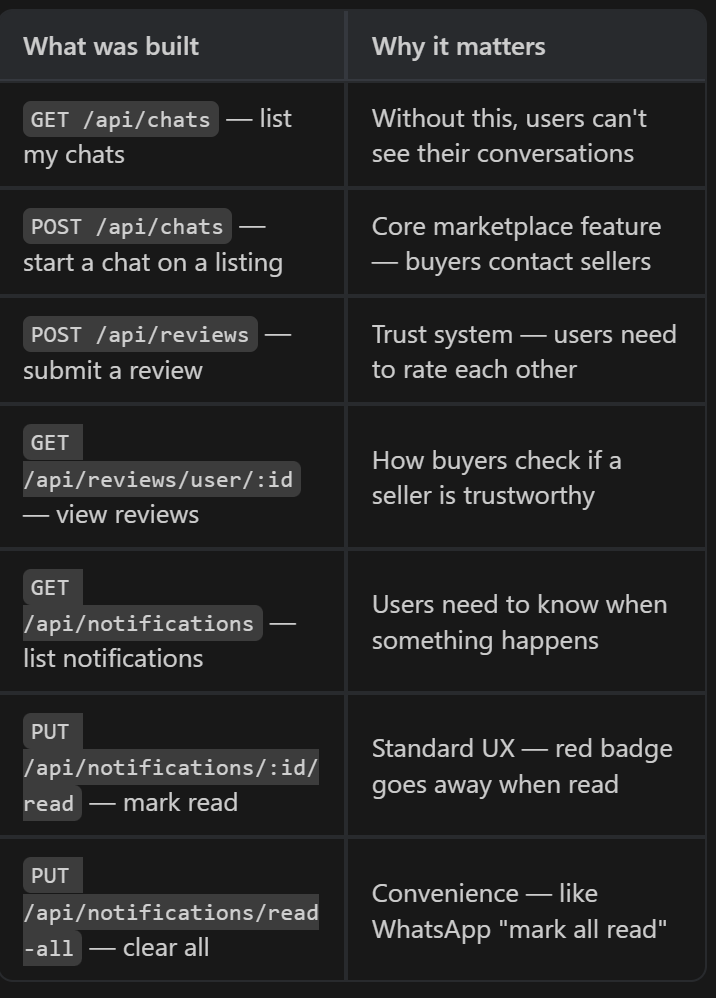 What was built
Why it matters
GET /api/chats — list
my chats
Without this, users can't
see their conversations
POST /api/chats —
start a chat on a listing
Core marketplace feature
— buyers contact sellers
POST /api/reviews —
submit a review
Trust system — users need
to rate each other
GET
/api/reviews/user/:id
— view reviews
How buyers check if a
seller is trustworthy
GET
/api/notifications —
list notifications
Users need to know when
something happens
PUT
/api/notifications/:id/
read — mark read
Standard UX — red badge
goes away when read
PUT
/api/notifications/read
-all — clear all
Convenience — like
WhatsApp "mark all read"